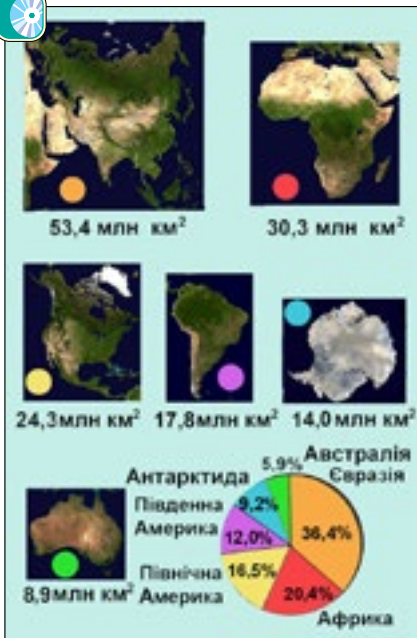 53,4 млн км²
30,3 млн км²
24,3млн км²
17,8млн км²
14,0 млн км²
8,9млн км²
5,9%
Австралія
Євразія
Антарктида
9,2%
36,4%
Південна
Америка
12,0%
Північна
Америка
16,5%
20,4%
Африка